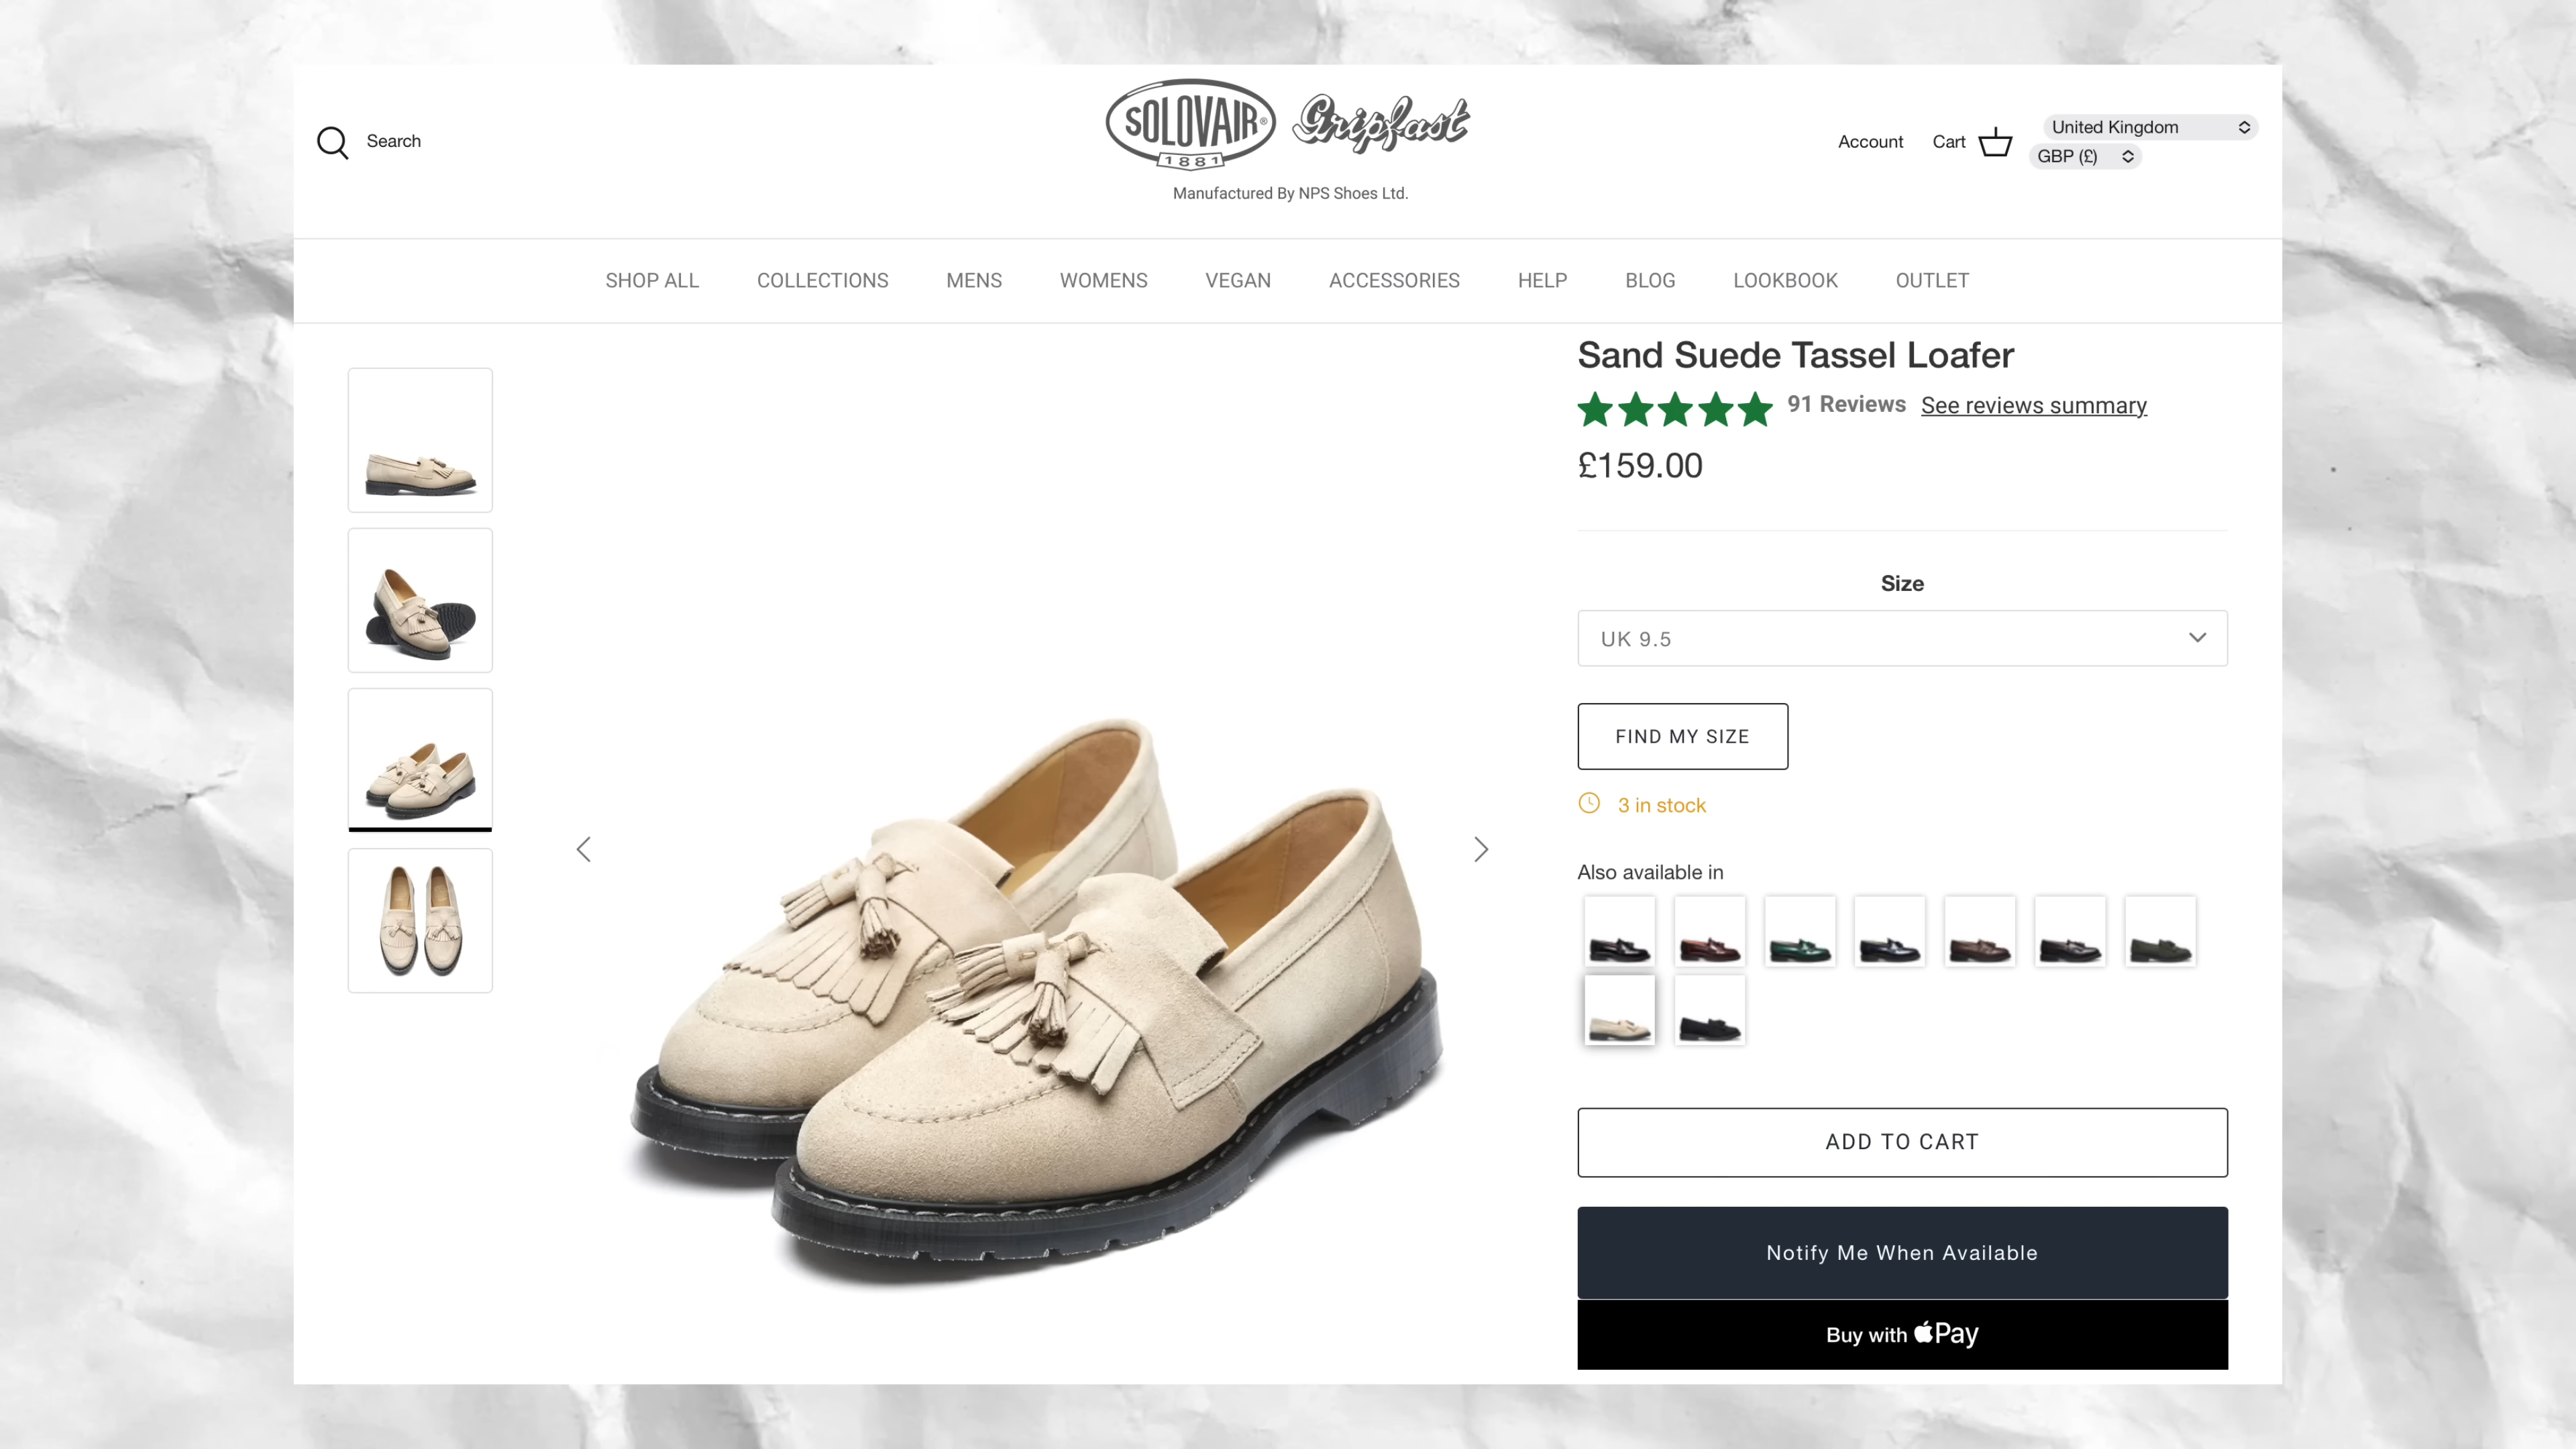 Search
SOLOVAIR®
1881
Gripfast
Manufactured By NPS Shoes Ltd.
Account
Cart
United Kingdom
GBP (£)
SHOP ALL COLLECTIONS MENS WOMENS VEGAN ACCESSORIES HELP BLOG LOOKBOOK OUTLET
Sand Suede Tassel Loafer
91 Reviews See reviews summary
£159.00
Size
UK 9.5
FIND MY SIZE
3 in stock
Also available in
ADD TO CART
Notify Me When Available
Buy with Pay